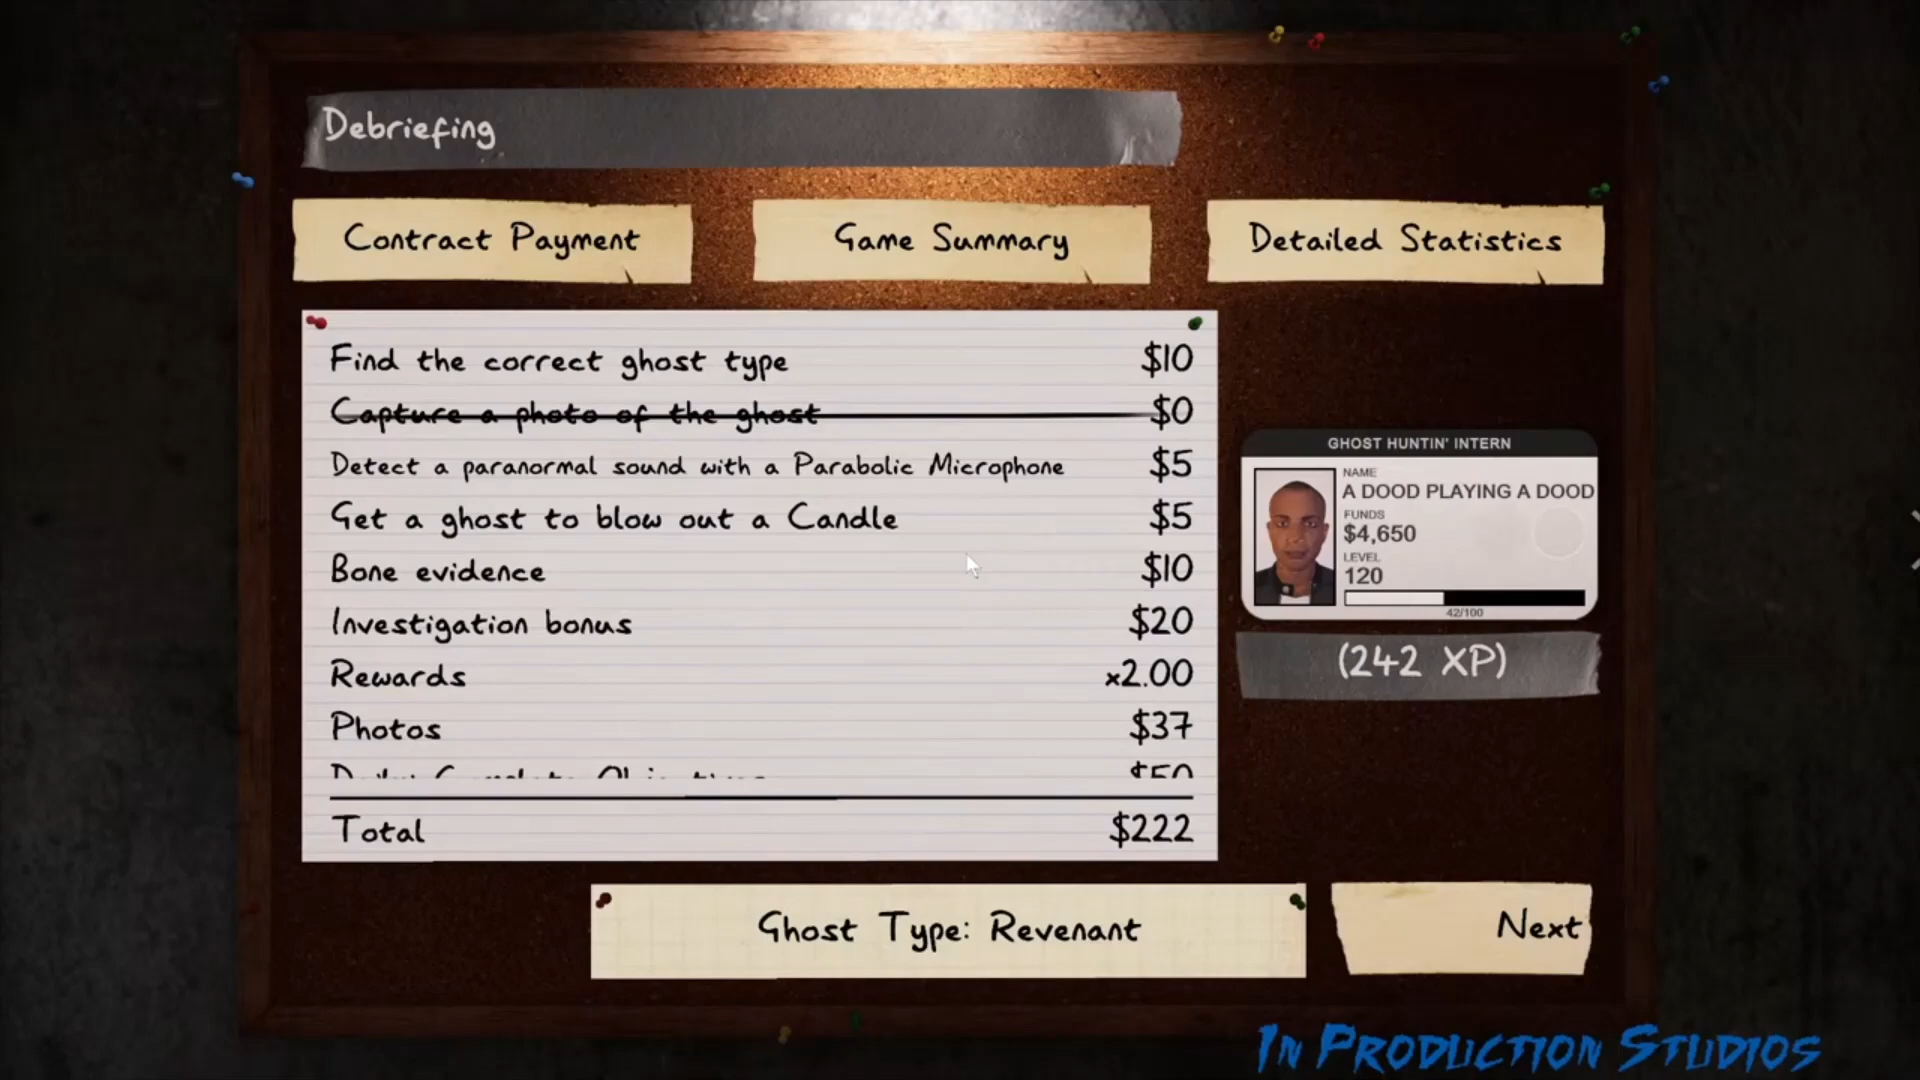 Debriefing
Contract Payment
Game Summary
Detailed Statistics
Find the correct ghost type $10
Capture a photo of the ghost $0
Detect a paranormal sound with a Parabolic Microphone $5
Get a ghost to blow out a Candle $5
Bone evidence $10
Investigation bonus $20
Rewards x2.00
Photos $37
Total $222
GHOST HUNTIN' INTERN
NAME
A DOOD PLAYING A DOOD
FUNDS
$4,650
LEVEL
120
42/100
(242 XP)
Ghost Type: Revenant
Next
In Production Studios